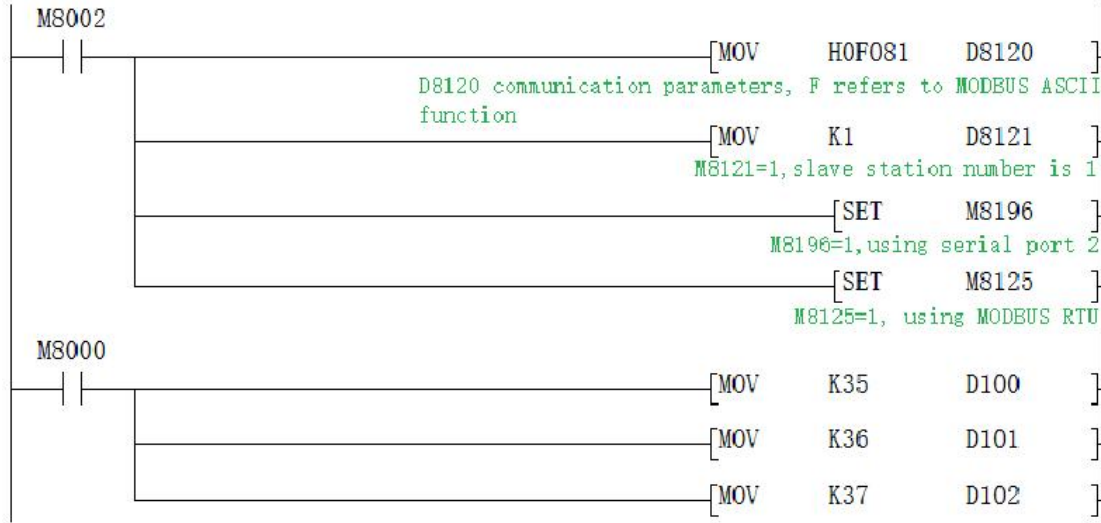 M8002
MOV H0F081 D8120
D8120 communication parameters, F refers to MODBUS ASCII
function
MOV K1 D8121
M8121=1,slave station number is 1
SET M8196
M8196=1,using serial port 2
SET M8125
M8125=1, using MODBUS RTU
M8000
MOV K35 D100
MOV K36 D101
MOV K37 D102